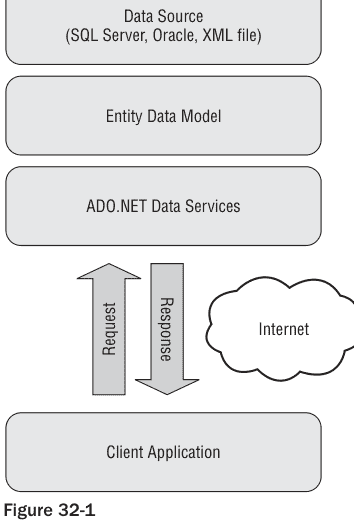 Data Source
(SQL Server, Oracle, XML file)
Entity Data Model
ADO.NET Data Services
Request
Response
Internet
Client Application
Figure 32-1